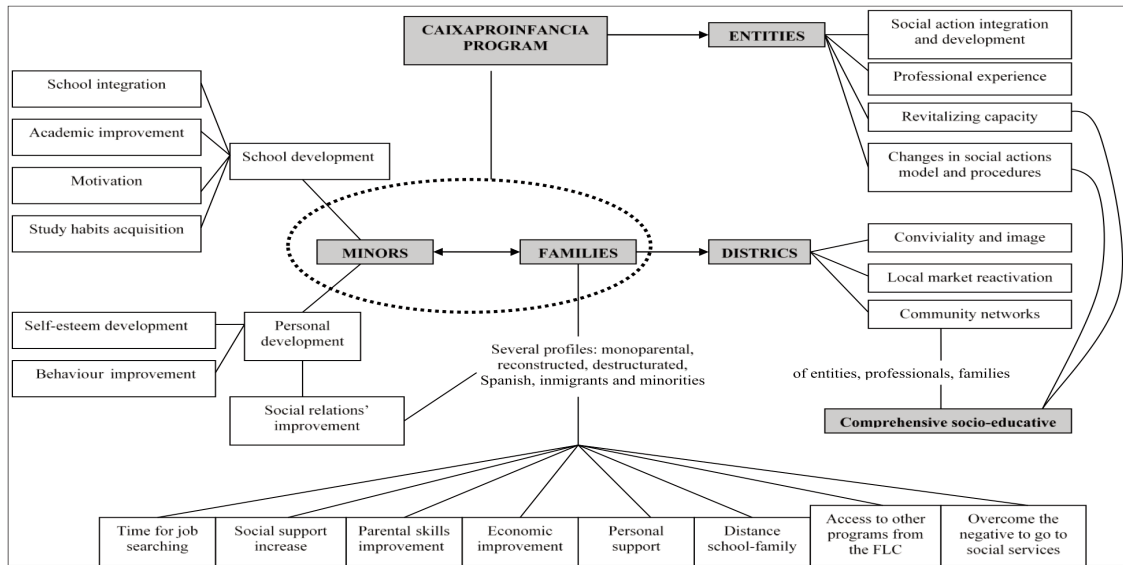 CAIXAPROINFANCIA
PROGRAM
ENTITIES
Social action integration
and development
Professional experience
Revitalizing capacity
Changes in social actions
model and procedures
School integration
Academic improvement
Motivation
Study habits acquisition
School development
MINORS
FAMILIES
DISTRICS
Conviviality and image
Local market reactivation
Community networks
Self-esteem development
Behaviour improvement
Personal
development
Social relations'
improvement
Several profiles: monoparental,
reconstructed, destructurated,
Spanish, inmigrants and minorities
of entities, professionals, families
Comprehensive socio-educative
Time for job
searching
Social support
increase
Parental skills
improvement
Economic
improvement
Personal
support
Distance
school-family
Access to other
programs from
the FLC
Overcome the
negative to go to
social services